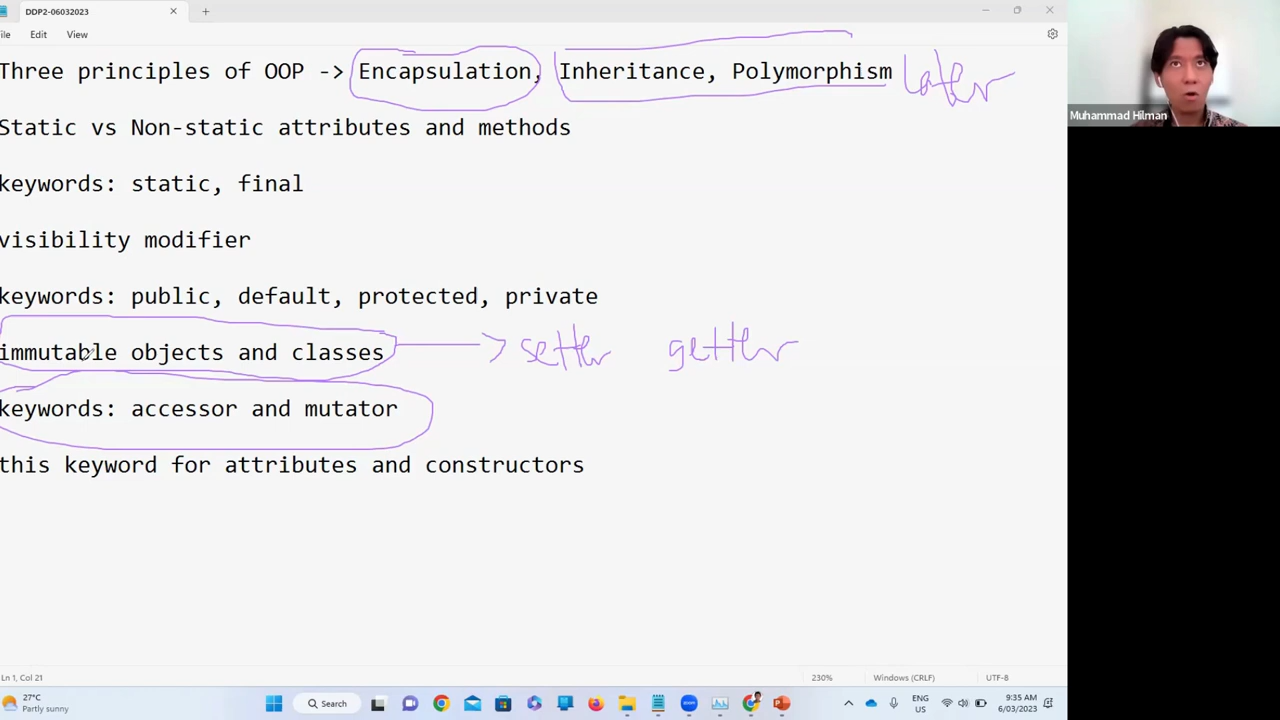 DDP2-06032023
ile Edit View
Three principles of OOP -> Encapsulation, Inheritance, Polymorphism later
Static vs Non-static attributes and methods
keywords: static, final
visibility modifier
keywords: public, default, protected, private
immutable objects and classes setter getter
keywords: accessor and mutator
this keyword for attributes and constructors
Muhammad Hilman
Ln 1, Col 21 230% Windows (CRLF) UTF-8
27°C
Partly sunny
Search
ENG
US
9:35 AM
6/03/2023